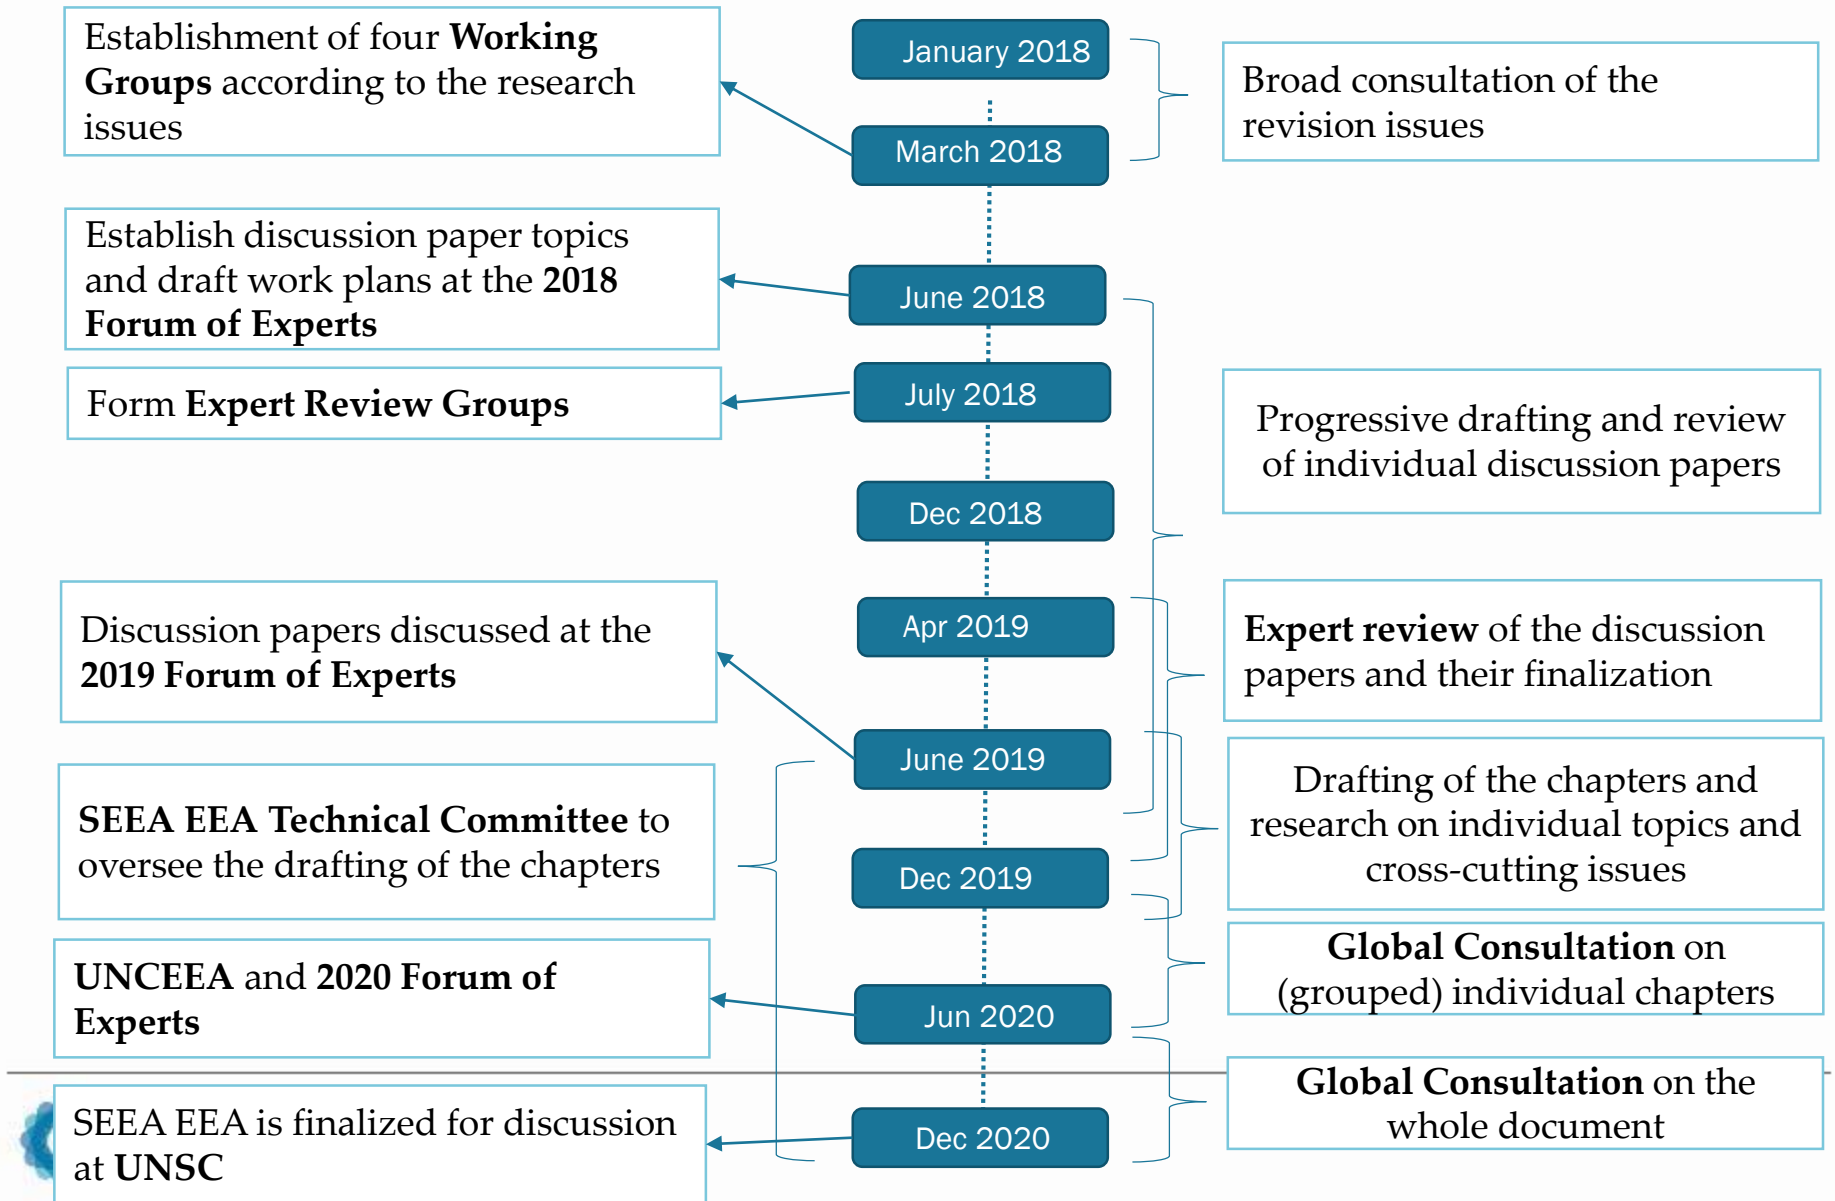 Establishment of four Working
Groups according to the research
issues
January 2018
Broad consultation of the
revision issues
March 2018
Establish discussion paper topics
and draft work plans at the 2018
Forum of Experts
June 2018
Form Expert Review Groups
July 2018
Progressive drafting and review
of individual discussion papers
Dec 2018
Discussion papers discussed at the
2019 Forum of Experts
Apr 2019
Expert review of the discussion
papers and their finalization
June 2019
SEEA EEA Technical Committee to
oversee the drafting of the chapters
Drafting of the chapters and
research on individual topics and
cross-cutting issues
Dec 2019
UNCEEA and 2020 Forum of
Experts
Global Consultation on
(grouped) individual chapters
Jun 2020
SEEA EEA is finalized for discussion
at UNSC
Global Consultation on the
whole document
Dec 2020